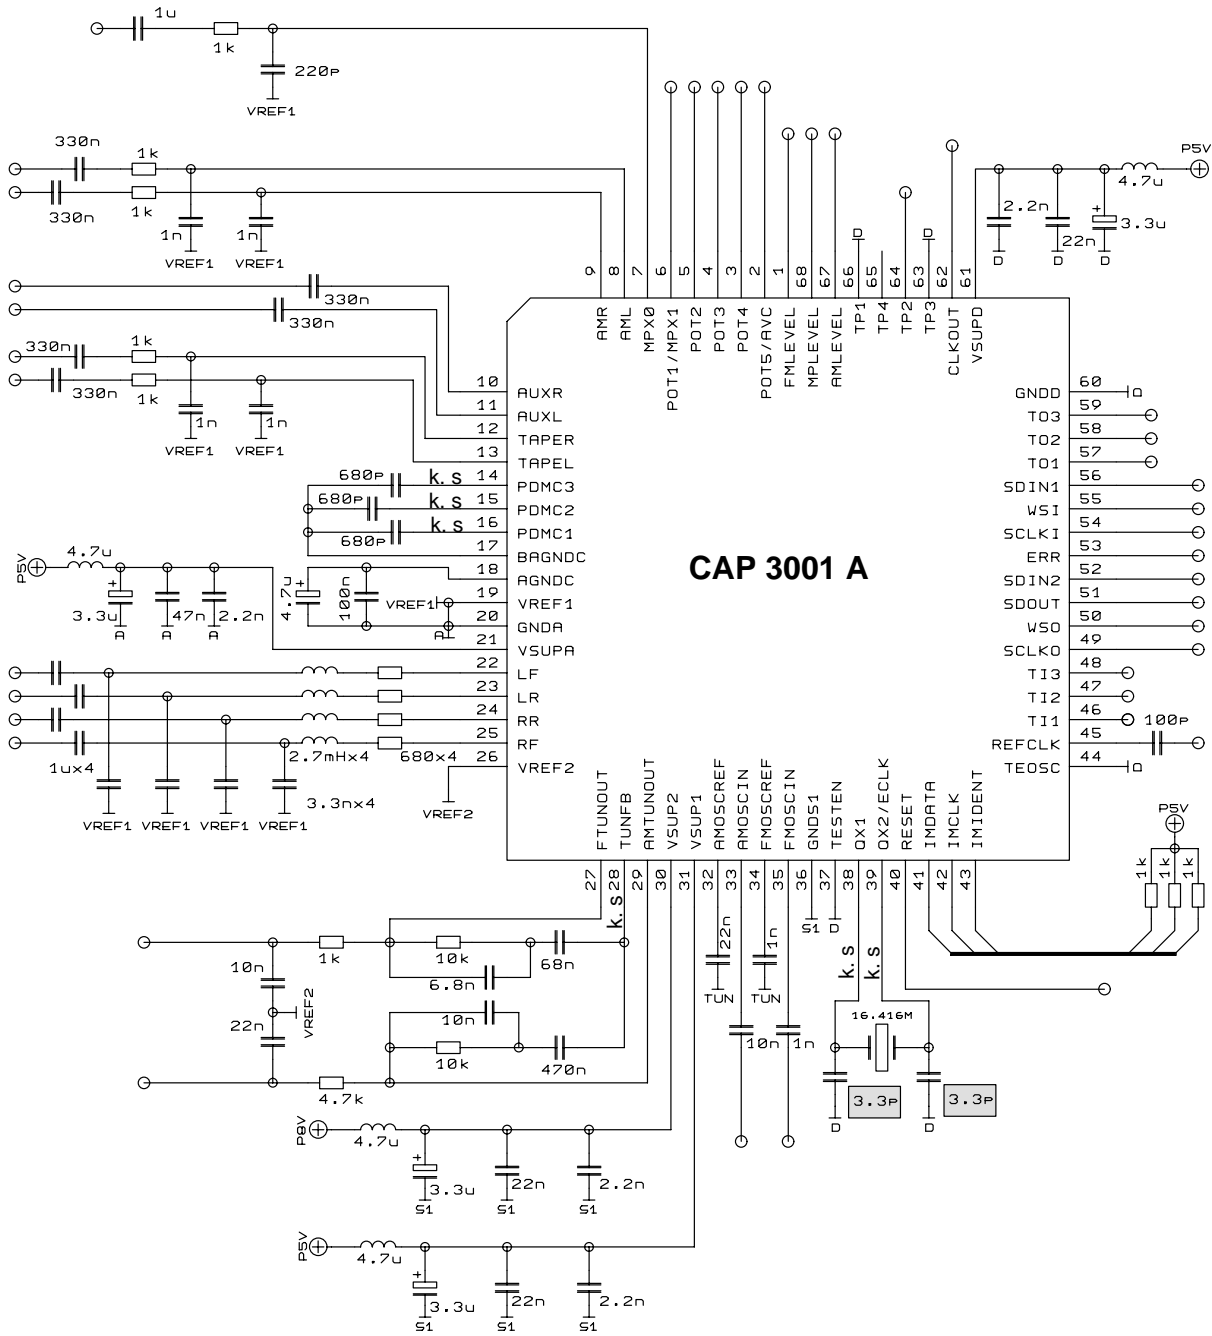 1u
1k
220p
VREF1
330n
1k
330n
1k
1n
1n
VREF1
VREF1
330n
330n
330n
1k
330n
1k
1n
1n
VREF1
VREF1
P5V
4.7u
2.2n
22n
3.3u
D
D
D
D
D
9
8
7
6
5
4
3
2
1
68
67
66
65
64
63
62
61
AMR
AML
MPX0
POT1/MPX1
POT2
POT3
POT4
POT5/AVC
FMLEVEL
MPLEVEL
AMLEVEL
TP1
TP4
TP2
TP3
CLKOUT
VSUPD
10 AUXR
11 AUXL
12 TAPER
13 TAPEL
680p k.s 14 PDMC3
680p k.s 15 PDMC2
680p k.s 16 PDMC1
17 BAGNDC
18 AGNDC
19 VREF1
20 GNDA
21 VSUPA
22 LF
23 LR
24 RR
25 RF
26 VREF2
CAP 3001 A
GNDD 60 D
TO3 59
TO2 58
TO1 57
SDIN1 56
WSI 55
SCLKI 54
ERR 53
SDIN2 52
SDOUT 51
WSO 50
SCLKO 49
TI3 48
TI2 47
TI1 46
REFCLK 45 100p
TEOSC 44 D
P5V
4.7u
3.3u
47n
2.2n
A
A
A
4.7u
100n
VREF1
A
1ux4
2.7mHx4
680x4
3.3nx4
VREF1
VREF1
VREF1
VREF1
VREF2
FTUNOUT
TUNFB
AMTUNOUT
VSUP2
VSUP1
AMOSCREF
AMOSCIN
FMOSCREF
FMOSCIN
GNDS1
TESTEN
QX1
QX2/ECLK
RESET
IMDATA
IMCLK
IMIDENT
27
28
29
30
31
32
33
34
35
36
37
38
39
40
41
42
43
P5V
1k
1k
1k
k.s
k.s
k.s
S1
D
22n
1n
TUN
TUN
10n
1n
16.416M
3.3p
3.3p
D
D
10n
1k
10k
68n
6.8n
VREF2
22n
10n
10k
470n
4.7k
P8V
4.7u
3.3u
22n
2.2n
S1
S1
S1
P5V
4.7u
3.3u
22n
2.2n
S1
S1
S1